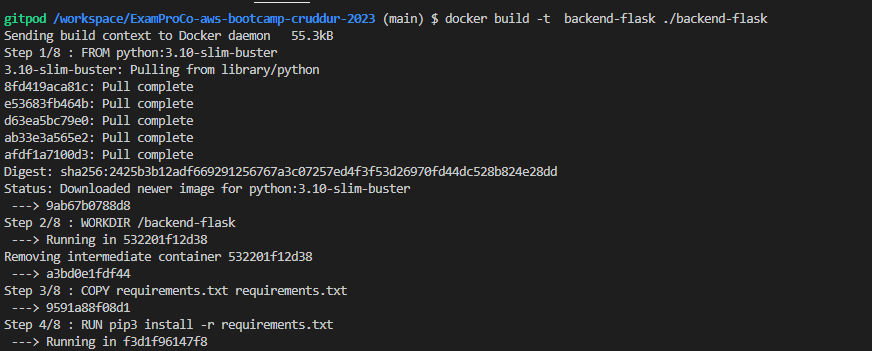 gitpod /workspace/ExamProCo-aws-bootcamp-cruddur-2023 (main) $ docker build -t  backend-flask ./backend-flask
Sending build context to Docker daemon   55.3kB
Step 1/8 : FROM python:3.10-slim-buster
3.10-slim-buster: Pulling from library/python
8fd419aca81c: Pull complete
e53683fb464b: Pull complete
d63ea5bc79e0: Pull complete
ab33e3a565e2: Pull complete
afdf1a7100d3: Pull complete
Digest: sha256:2425b3b12adf669291256767a3c07257ed4f3f53d26970fd44dc528b824e28dd
Status: Downloaded newer image for python:3.10-slim-buster
 ---> 9ab67b0788d8
Step 2/8 : WORKDIR /backend-flask
 ---> Running in 532201f12d38
Removing intermediate container 532201f12d38
 ---> a3bd0e1fdf44
Step 3/8 : COPY requirements.txt requirements.txt
 ---> 9591a88f08d1
Step 4/8 : RUN pip3 install -r requirements.txt
 ---> Running in f3d1f96147f8